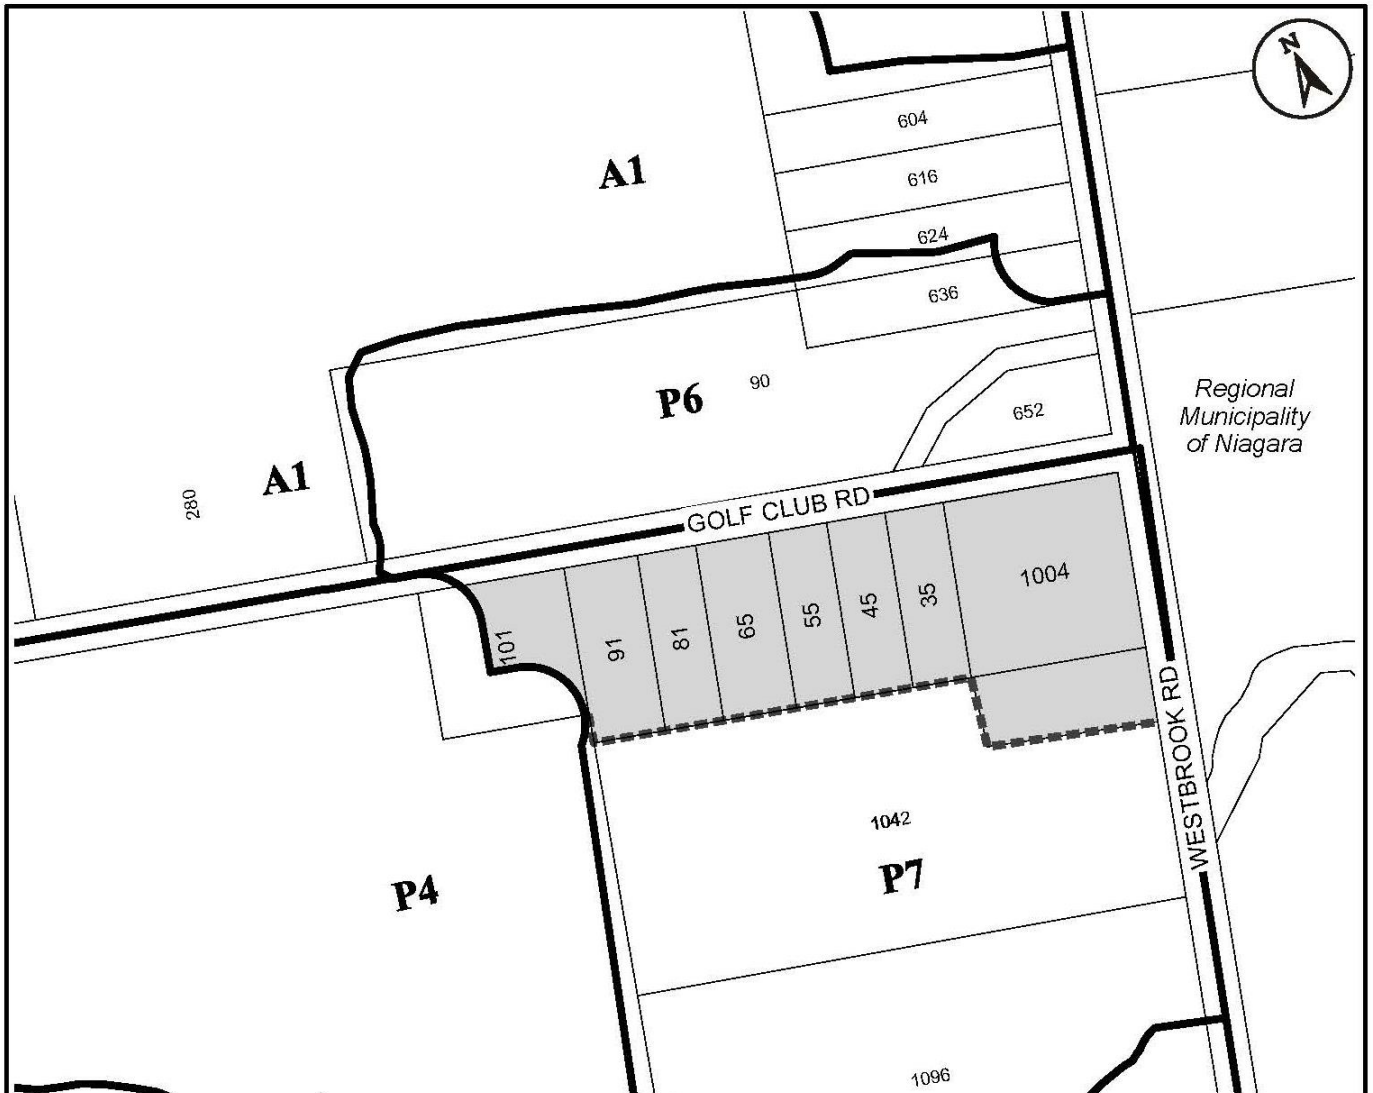 N
604
A1
616
624
636
90
P6
652
Regional
Municipality
of Niagara
A1
280
GOLF CLUB RD
101
91
81
65
55
45
35
1004
WESTBROOK RD
1042
P7
P4
1096